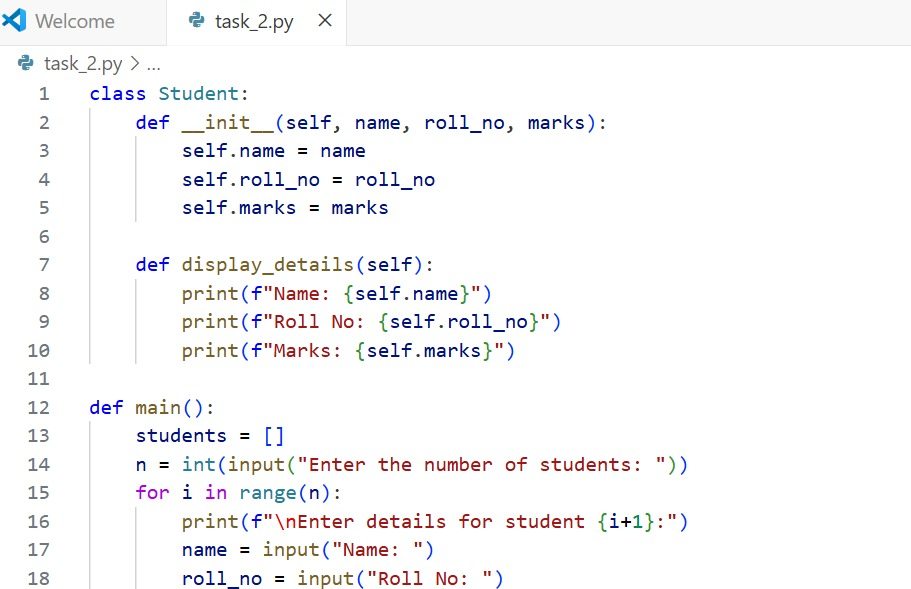 Welcome task_2.py
task_2.py > ...
1 class Student:
2     def __init__(self, name, roll_no, marks):
3         self.name = name
4         self.roll_no = roll_no
5         self.marks = marks
6
7     def display_details(self):
8         print(f"Name: {self.name}")
9         print(f"Roll No: {self.roll_no}")
10         print(f"Marks: {self.marks}")
11
12 def main():
13     students = []
14     n = int(input("Enter the number of students: "))
15     for i in range(n):
16         print(f"\nEnter details for student {i+1}:")
17         name = input("Name: ")
18         roll_no = input("Roll No: ")